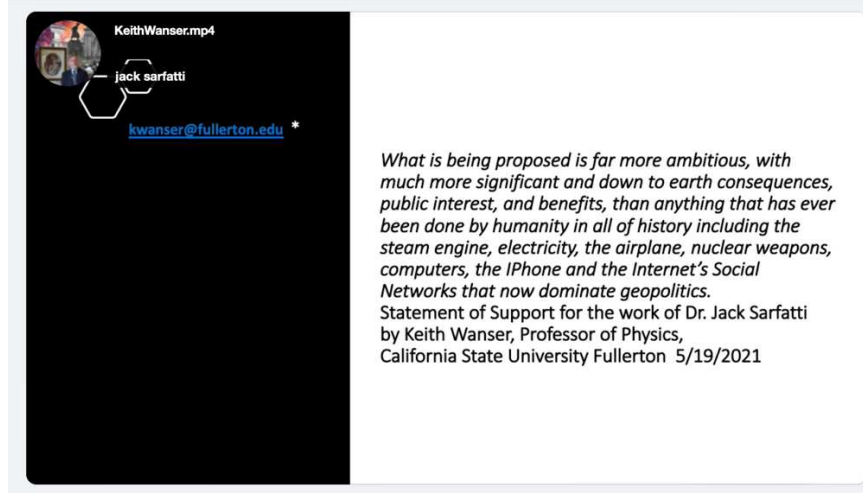 KeithWanser.mp4
jack sarfatti
kwanser@fullerton.edu *
What is being proposed is far more ambitious, with
much more significant and down to earth consequences,
public interest, and benefits, than anything that has ever
been done by humanity in all of history including the
steam engine, electricity, the airplane, nuclear weapons,
computers, the IPhone and the Internet's Social
Networks that now dominate geopolitics.
Statement of Support for the work of Dr. Jack Sarfatti
by Keith Wanser, Professor of Physics,
California State University Fullerton 5/19/2021